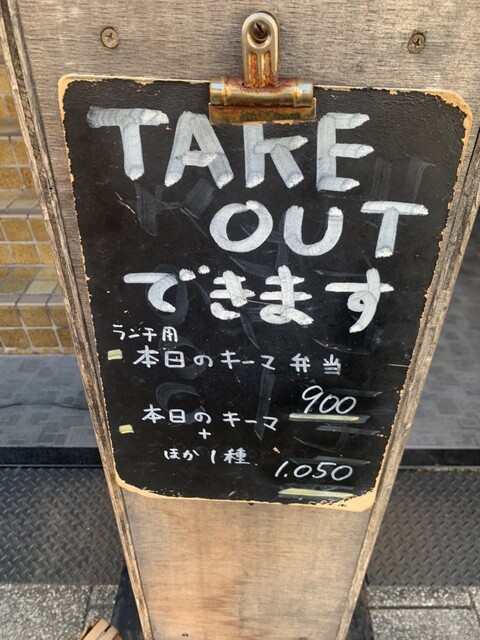 TAKE
OUT
できます
ランチ用
本日のキーマ 弁当
900
本日の キーマ
+
ほか 1種
1.050